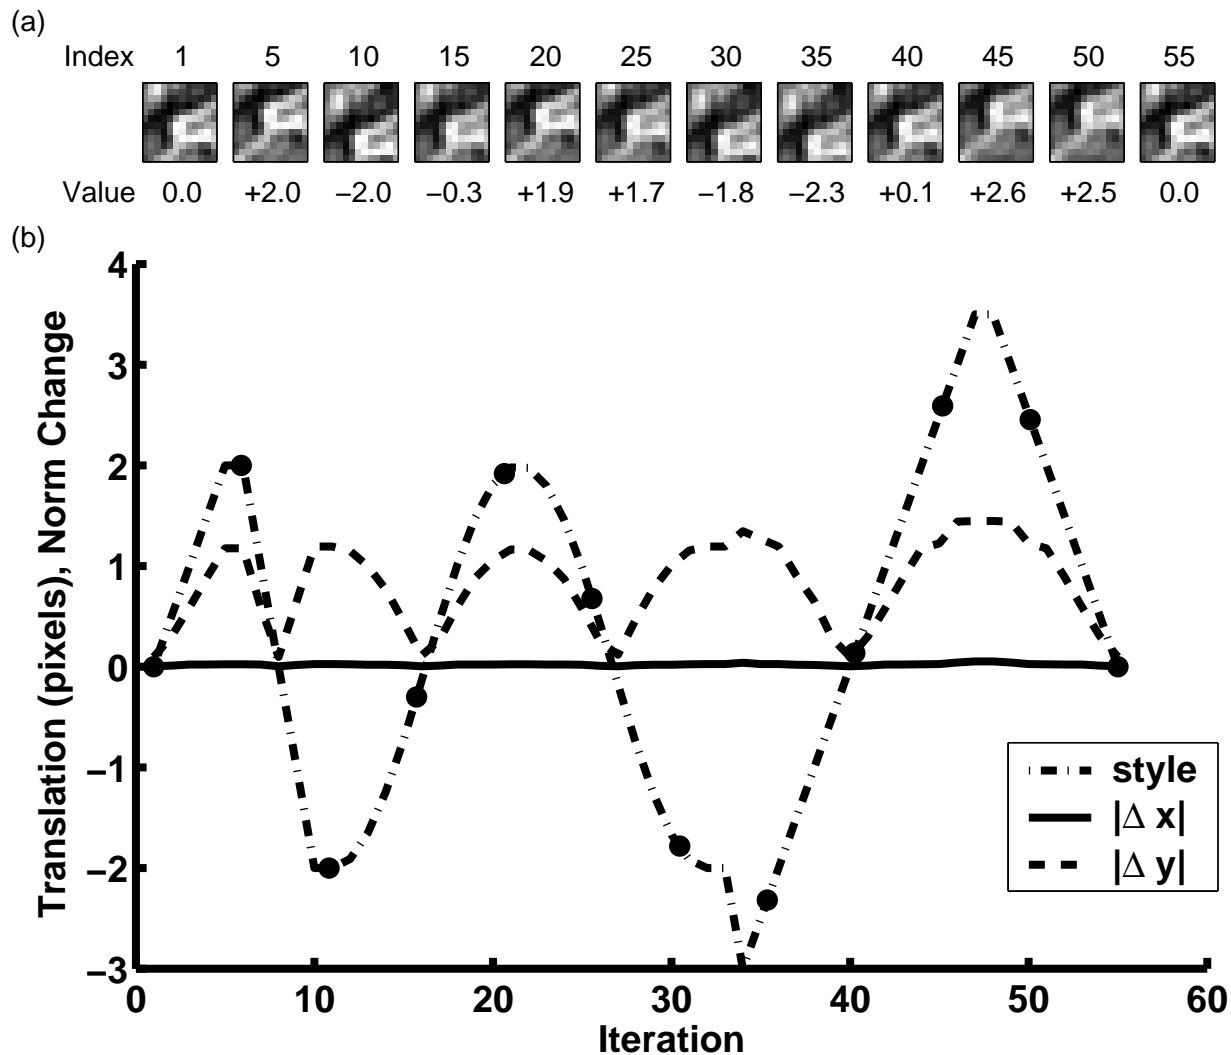 (a)
Index 1 5 10 15 20 25 30 35 40 45 50 55
Value 0.0 +2.0 −2.0 −0.3 +1.9 +1.7 −1.8 −2.3 +0.1 +2.6 +2.5 0.0
(b)
Translation (pixels), Norm Change
4
3
2
1
0
−1
−2
−3
style
|Δ x|
|Δ y|
0 10 20 30 40 50 60
Iteration